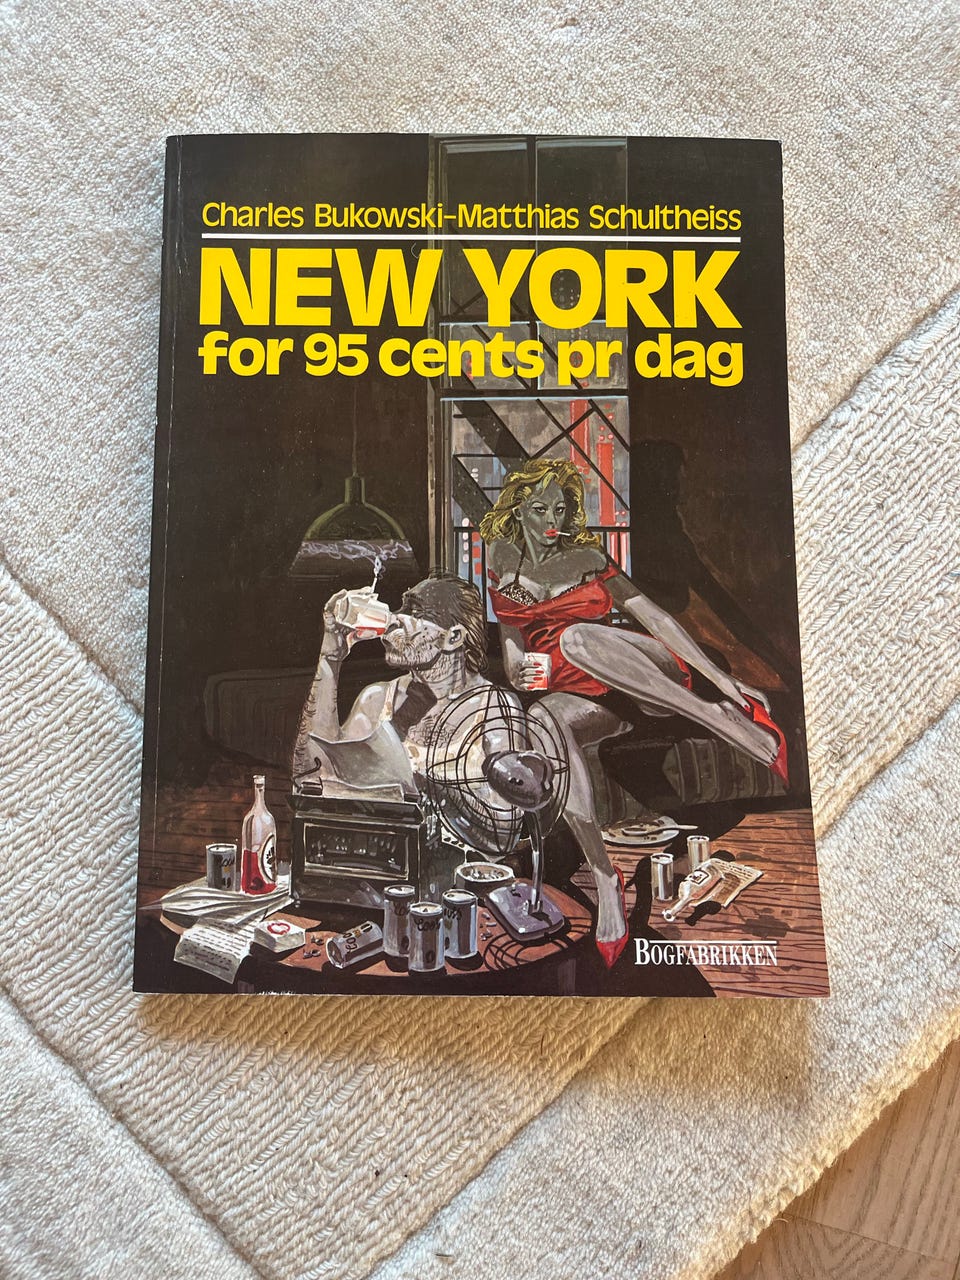 Charles Bukowski-Matthias Schultheiss
NEW YORK
for 95 cents pr dag
BOGFABRIKKEN